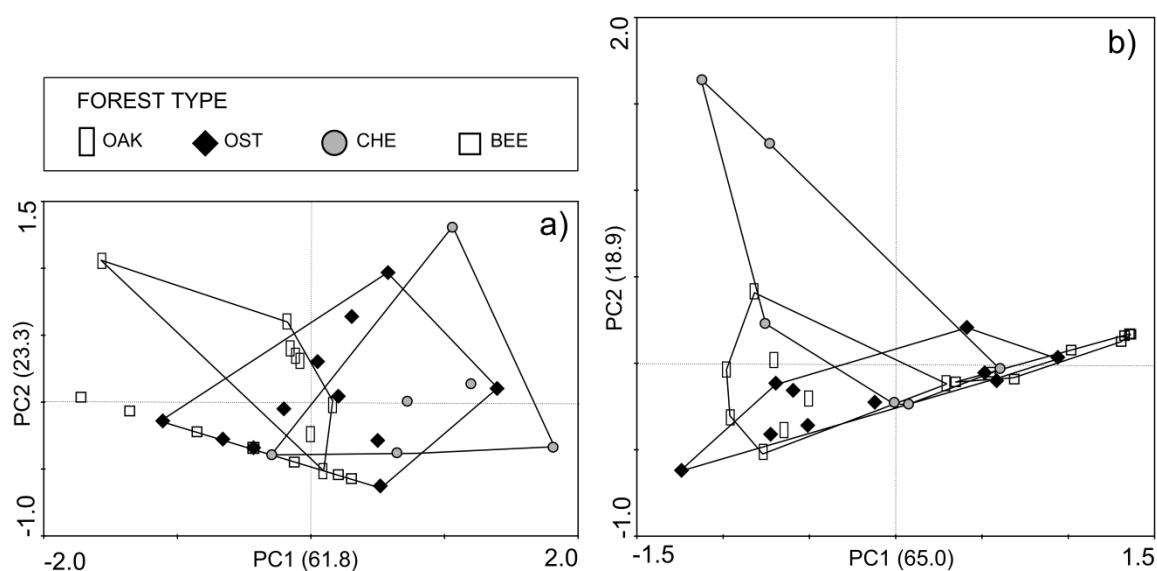 FOREST TYPE
OAK OST CHE BEE
a)
1.5
PC2 (23.3)
-1.0
-2.0
PC1 (61.8)
2.0
b)
2.0
PC2 (18.9)
-1.0
-1.5
PC1 (65.0)
1.5